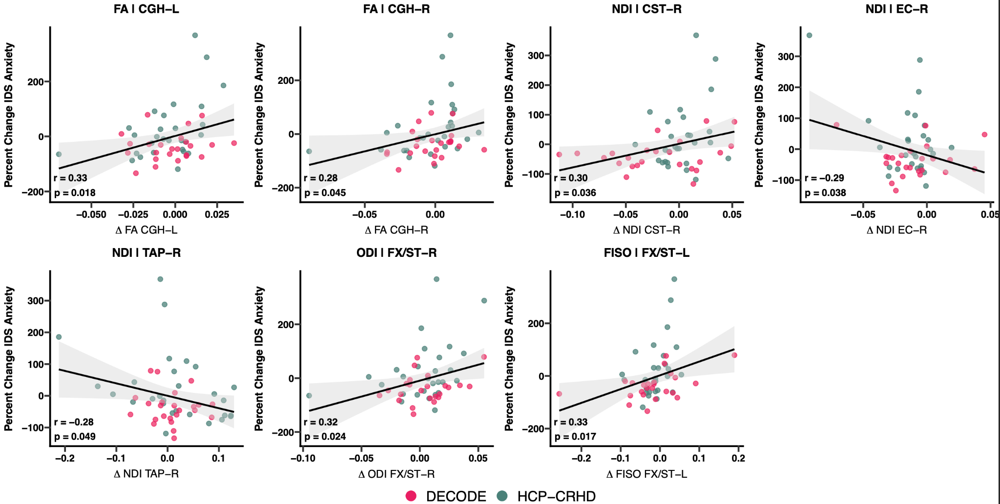 FA | CGH−L
FA | CGH−R
NDI | CST−R
NDI | EC−R
Percent Change IDS Anxiety
200
0
−200
r = 0.33
p = 0.018
−0.050
−0.025
0.000
0.025
Δ FA CGH−L
Percent Change IDS Anxiety
200
0
−200
r = 0.28
p = 0.045
−0.05
0.00
Δ FA CGH−R
Percent Change IDS Anxiety
300
200
100
0
−100
r = 0.30
p = 0.036
−0.10
−0.05
0.00
0.05
Δ NDI CST−R
Percent Change IDS Anxiety
300
200
100
0
−100
r = −0.29
p = 0.038
−0.05
0.00
0.05
Δ NDI EC−R
NDI | TAP−R
ODI | FX/ST−R
FISO | FX/ST−L
Percent Change IDS Anxiety
300
200
100
0
−100
r = −0.28
p = 0.049
−0.2
−0.1
0.0
0.1
Δ NDI TAP−R
Percent Change IDS Anxiety
200
0
−200
r = 0.32
p = 0.024
−0.10
−0.05
0.00
0.05
Δ ODI FX/ST−R
Percent Change IDS Anxiety
200
0
−200
r = 0.33
p = 0.017
−0.2
−0.1
0.0
0.1
0.2
Δ FISO FX/ST−L
DECODE
HCP−CRHD